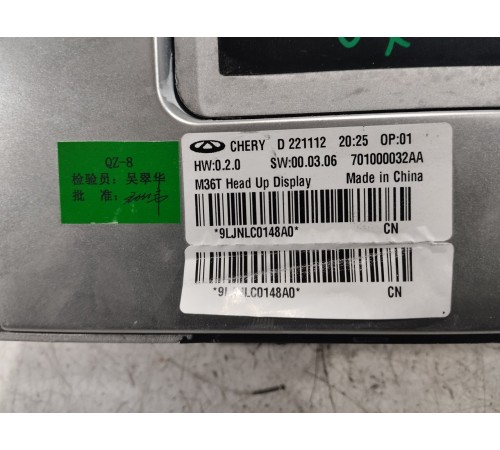 QZ-8
检验员：吴翠华
批 准：
CHERY D 221112 20:25 OP:01
HW:0.2.0 SW:00.03.06 701000032AA
M36T Head Up Display Made in China
*9LJNLC0148A0* CN
*9LJNLC0148A0* CN